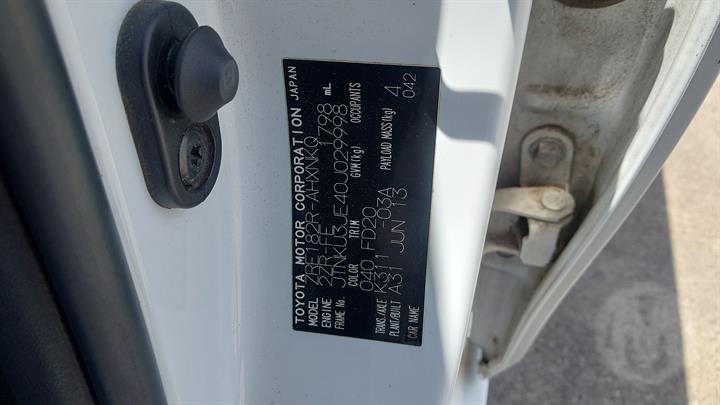 TOYOTA MOTOR CORPORATION JAPAN
MODEL ZRE182R-AHXNKQ
ENGINE 2ZR-FE 1798 mL
FRAME No. JTNKU3JE40J029998
COLOR TRIM GVM(kg) OCCUPANTS
040 FD20 4
TRANS./AXLE K311 -03A PAYLOAD MASS(kg) 042
PLANT/BUILT A31 JUN 13
CAR NAME